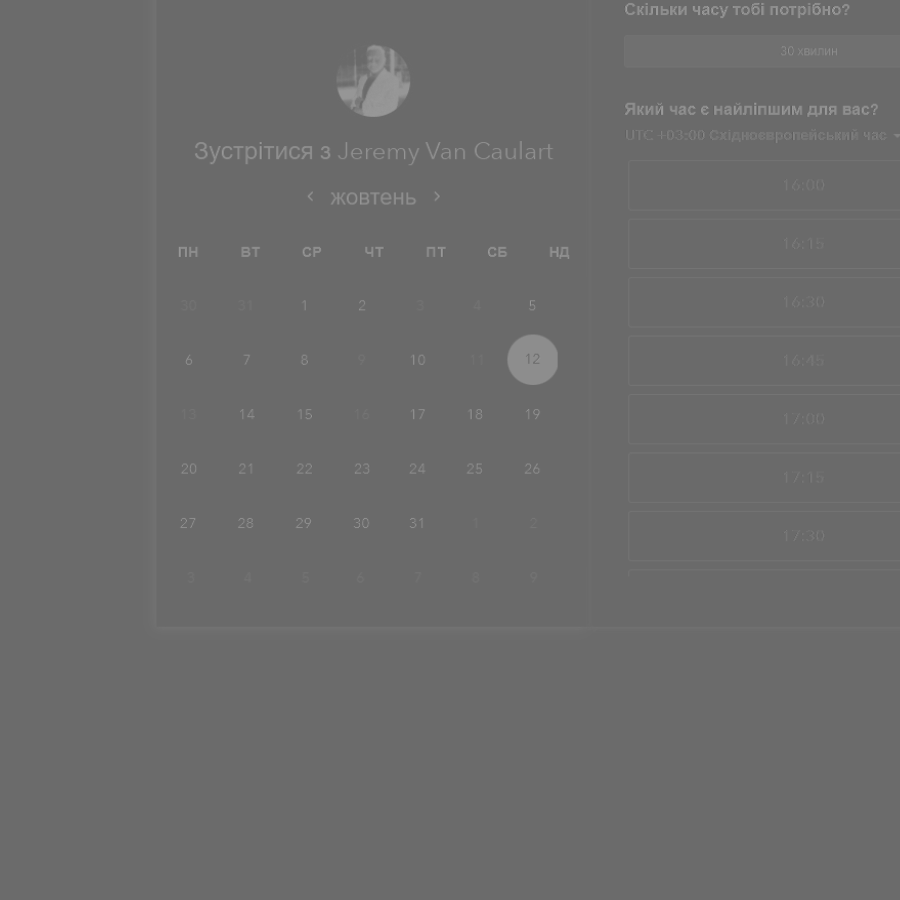 Зустрітися з Jeremy Van Caulart
жовтень
ПН ВТ СР ЧТ ПТ СБ НД
30 31 1 2 3 4 5
6 7 8 9 10 11 12
13 14 15 16 17 18 19
20 21 22 23 24 25 26
27 28 29 30 31 1 2
3 4 5 6 7 8 9
Скільки часу тобі потрібно?
30 хвилин
Який час є найліпшим для вас?
UTC +03:00 Східноєвропейський час
16:00
16:15
16:30
16:45
17:00
17:15
17:30